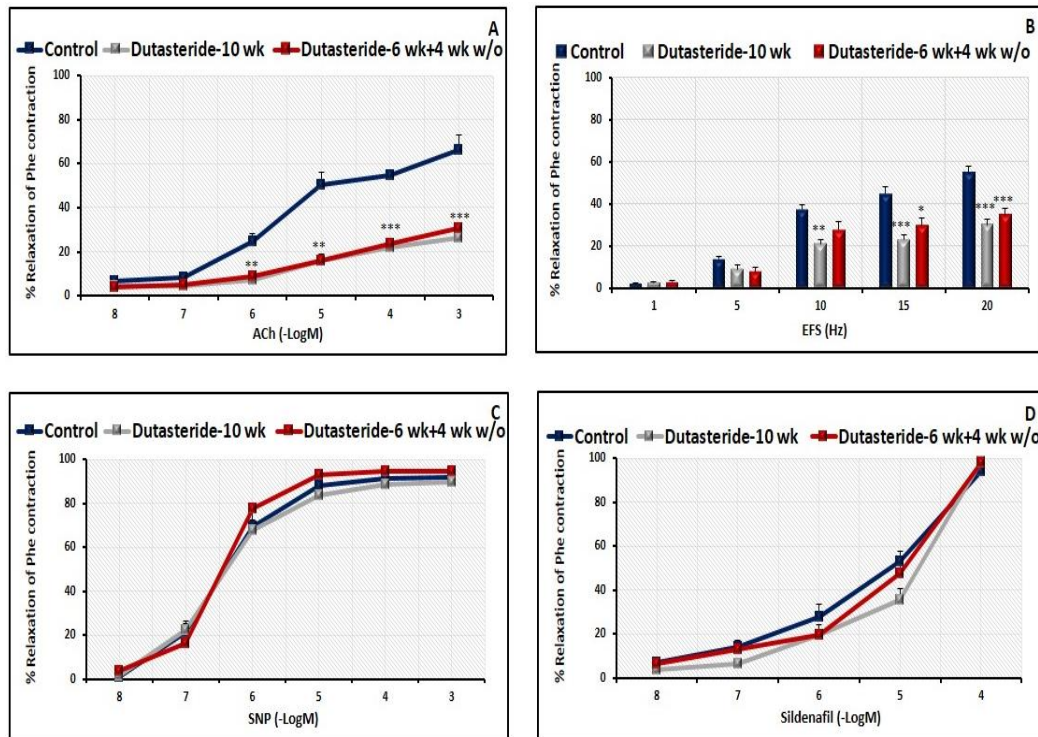 A
Control Dutasteride-10 wk Dutasteride-6 wk+4 wk w/o
% Relaxation of Phe contraction
100
80
60
40
20
0
** ** *** ***
8 7 6 5 4 3
ACh (-LogM)
B
Control Dutasteride-10 wk Dutasteride-6 wk+4 wk w/o
% Relaxation of Phe contraction
100
80
60
40
20
0
** *** * *** ***
1 5 10 15 20
EFS (Hz)
C
Control Dutasteride-10 wk Dutasteride-6 wk+4 wk w/o
% Relaxation of Phe contraction
100
80
60
40
20
0
8 7 6 5 4 3
SNP (-LogM)
D
Control Dutasteride-10 wk Dutasteride-6 wk+4 wk w/o
% Relaxation of Phe contraction
100
80
60
40
20
0
8 7 6 5 4
Sildenafil (-LogM)